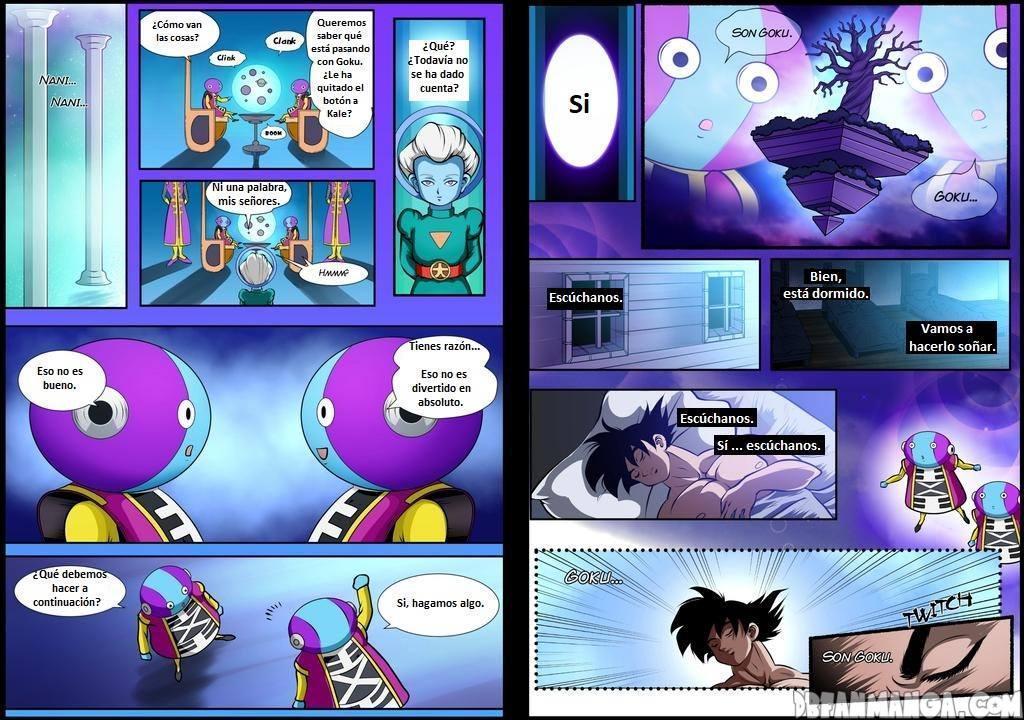 NANI...
NANI...
¿Cómo van
las cosas?
Clink
Clank
BOOM
Queremos
saber qué
está pasando
con Goku.
¿Le ha
quitado el
botón a
Kale?
Ni una palabra,
mis señores.
HMMM
¿Qué?
¿Todavía no
se ha dado
cuenta?
Eso no es
bueno.
Tienes razón...
Eso no es
divertido en
absoluto.
¿Qué debemos
hacer a
continuación?
Si, hagamos algo.
Si
SON GOKU.
GOKU...
Escúchanos.
Bien,
está dormido.
Vamos a
hacerlo soñar.
Escúchanos.
Sí ... escúchanos.
GOKU...
TWITCH
SON GOKU.
DBFANMANGA.COM